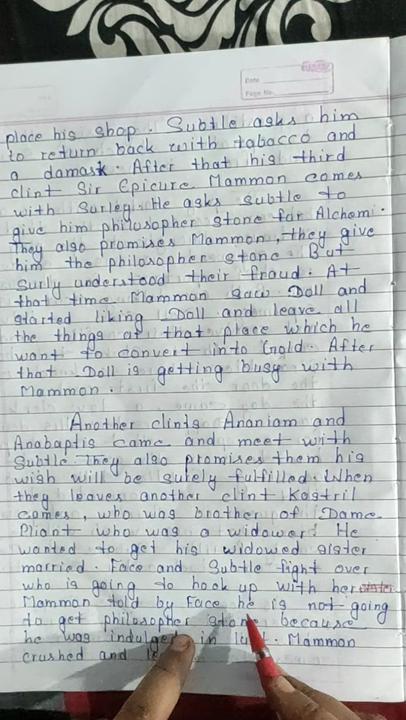 Date
Page No.
place his shop. Subtle asks him
to return back with tabacco and
a damask. After that his third
clint Sir Epicure Mammon comes
with Surley. He asks subtle to
give him philosopher stone for Alchemi.
They also promises Mammon, they give
him the philosopher stone. But
Surly understood their fraud. At
that time Mammon saw Doll and
started liking Doll and leave all
the things of that place which he
want to convert into Gold. After
that Doll is getting busy with
Mammon.
Another clints Ananiam and
Anabaptis came and meet with
Subtle They also promises them his
wish will be surely fulfilled. When
they leaves another clint Kastril
comes, who was brother of Dame
Pliant who was a widower. He
wanted to get his widowed sister
married. Face and Subtle fight over
who is going to hook up with her
Mammon told by Face he is not going
to get philosopher stone because
he was indulged in Mammon
crushed and